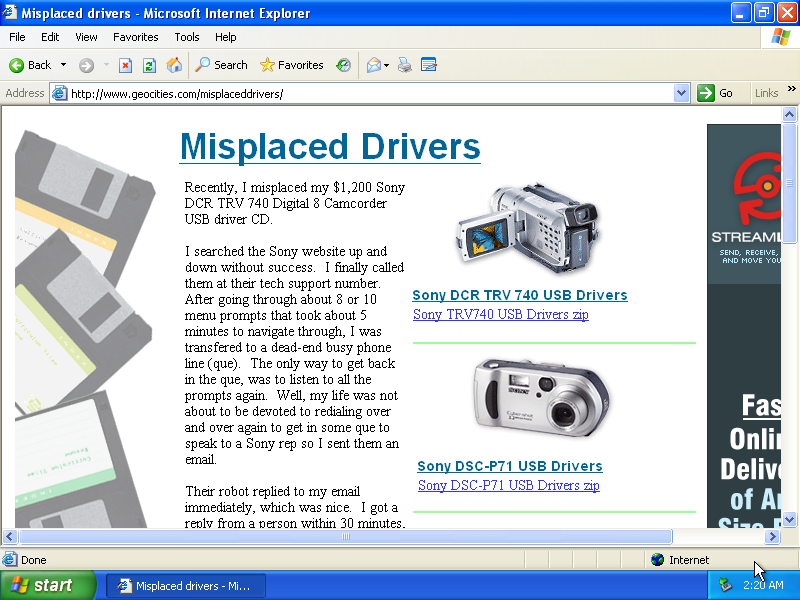 Misplaced drivers - Microsoft Internet Explorer
File Edit View Favorites Tools Help
Back Search Favorites
Address http://www.geocities.com/misplaceddrivers/ Go Links »
Misplaced Drivers
Recently, I misplaced my $1,200 Sony
DCR TRV 740 Digital 8 Camcorder
USB driver CD.
I searched the Sony website up and
down without success. I finally called
them at their tech support number.
After going through about 8 or 10
menu prompts that took about 5
minutes to navigate through, I was
transfered to a dead-end busy phone
line (que). The only way to get back
in the que, was to listen to all the
prompts again. Well, my life was not
about to be devoted to redialing over
and over again to get in some que to
speak to a Sony rep so I sent them an
email.
Their robot replied to my email
immediately, which was nice. I got a
reply from a person within 30 minutes,
Sony DCR TRV 740 USB Drivers
Sony TRV740 USB Drivers zip
SONY
Cyber-shot
Sony DSC-P71 USB Drivers
Sony DSC-P71 USB Drivers zip
STREAML
SEND, RECEIVE,
AND MOVE YOU
Fas
Onlin
Delive
of An
Size F
Done Internet
start Misplaced drivers - Mi... 2:20 AM